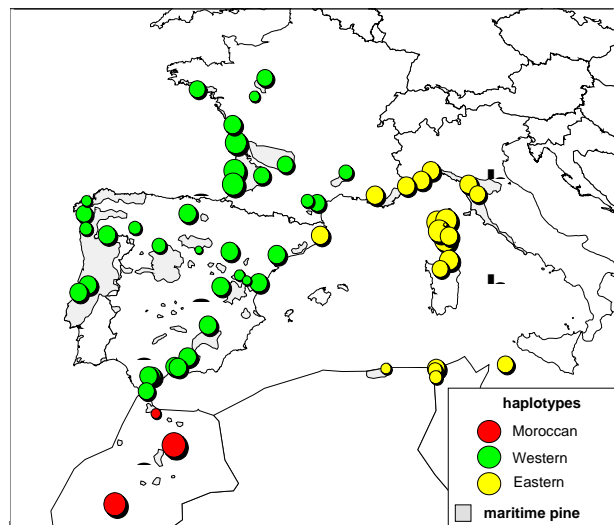 haplotypes
Moroccan
Western
Eastern
maritime pine